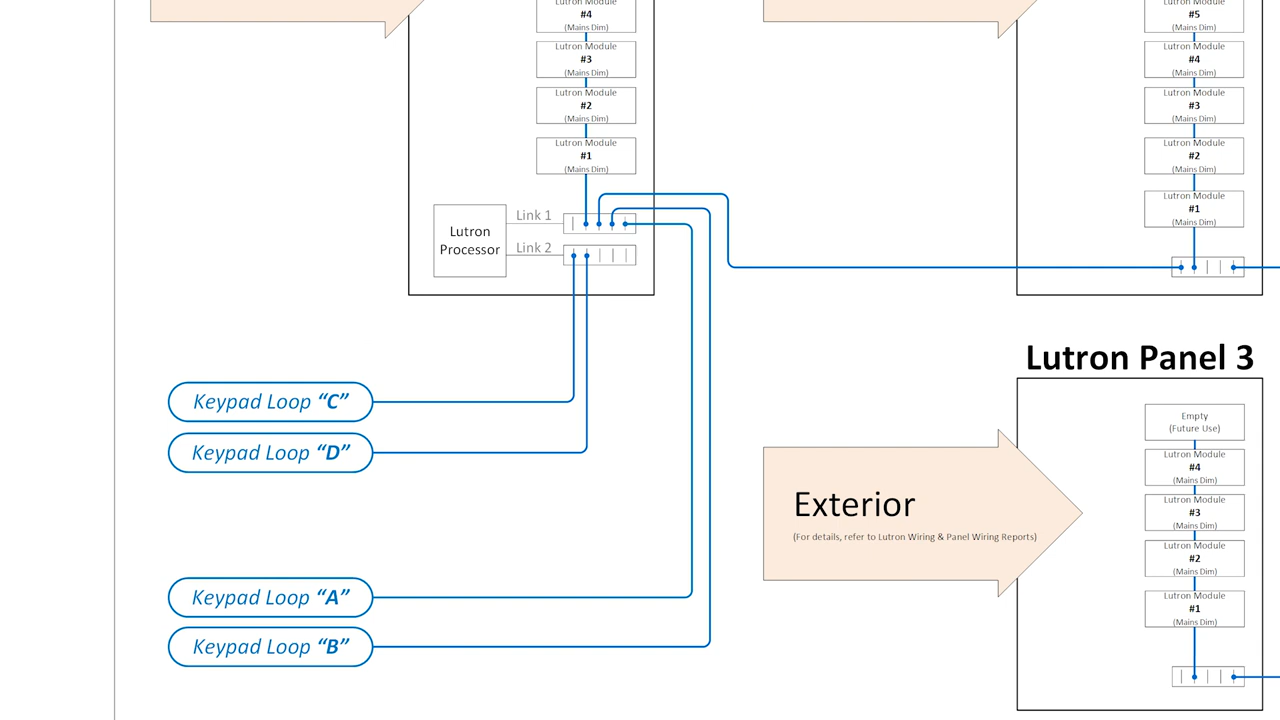 #4
(Mains Dim)
Lutron Module
#3
(Mains Dim)
Lutron Module
#2
(Mains Dim)
Lutron Module
#1
(Mains Dim)
Lutron
Processor
Link 1
Link 2
Keypad Loop “C”
Keypad Loop “D”
Keypad Loop “A”
Keypad Loop “B”
Lutron Module
#5
(Mains Dim)
Lutron Module
#4
(Mains Dim)
Lutron Module
#3
(Mains Dim)
Lutron Module
#2
(Mains Dim)
Lutron Module
#1
(Mains Dim)
Lutron Panel 3
Exterior
(For details, refer to Lutron Wiring & Panel Wiring Reports)
Empty
(Future Use)
Lutron Module
#4
(Mains Dim)
Lutron Module
#3
(Mains Dim)
Lutron Module
#2
(Mains Dim)
Lutron Module
#1
(Mains Dim)